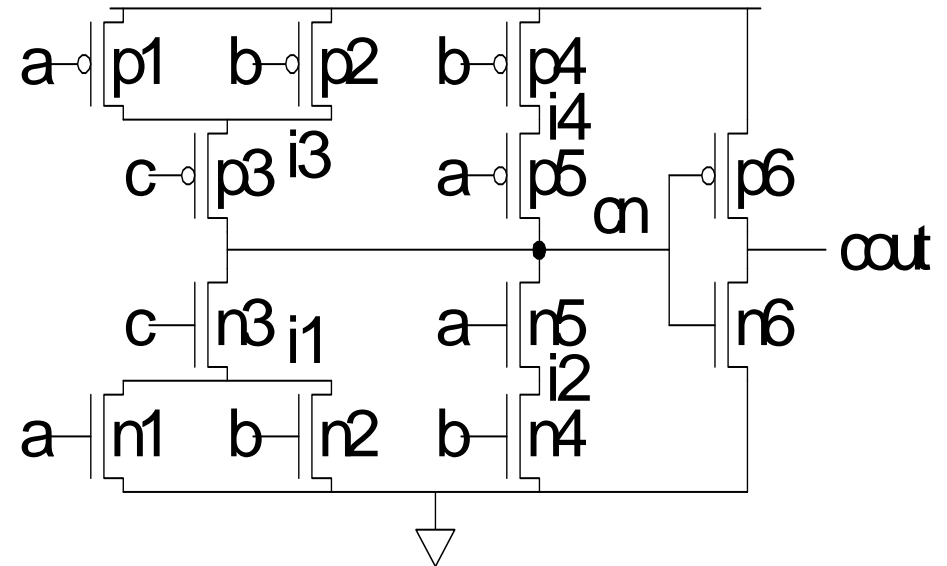 a p1 b p2 b p4
i4
c p3 i3 a p5 p6
cn
cout
c n3 i1 a n5 n6
i2
a n1 b n2 b n4